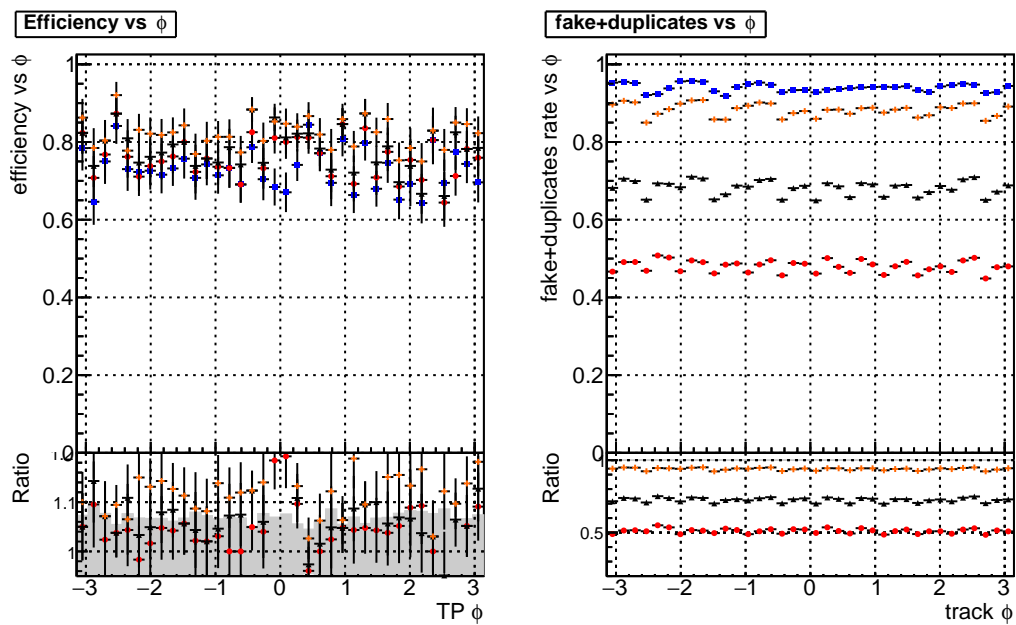 Efficiency vs ϕ
efficiency vs ϕ
1
0.8
0.6
0.4
0.2
0
Ratio
1.1
1
−3 −2 −1 0 1 2 3
TP ϕ
fake+duplicates vs ϕ
fake+duplicates rate vs ϕ
1
0.8
0.6
0.4
0.2
0
Ratio
1
0.5
−3 −2 −1 0 1 2 3
track ϕ